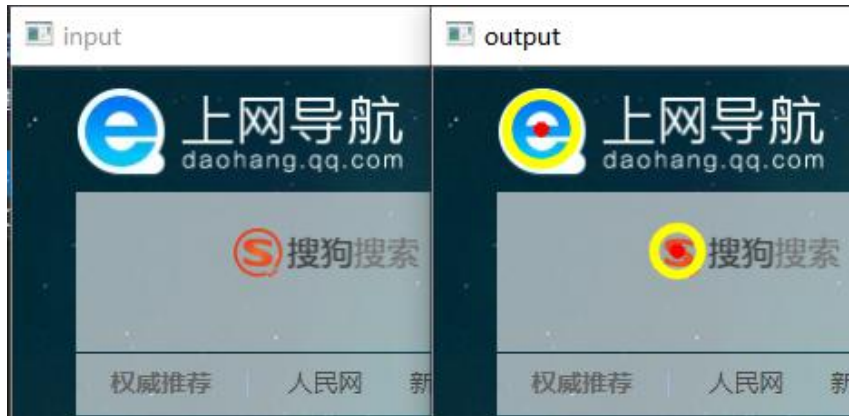 input
上网导航
daohang.qq.com
搜狗搜索
权威推荐 人民网 新
output
上网导航
daohang.qq.com
搜狗搜索
权威推荐 人民网 新